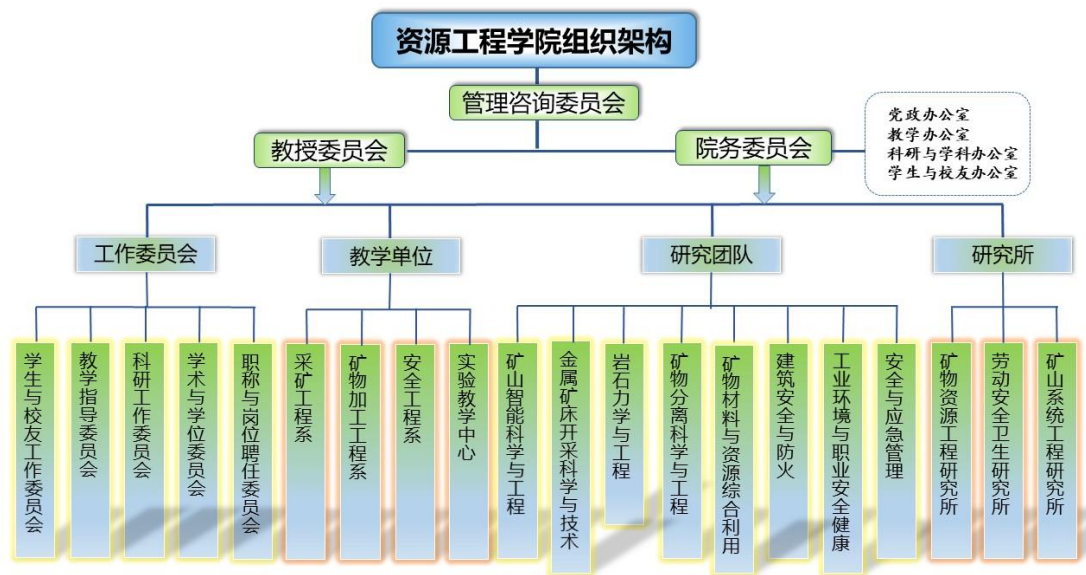 资源工程学院组织架构
管理咨询委员会
教授委员会
院务委员会
党政办公室
教学办公室
科研与学科办公室
学生与校友办公室
工作委员会
教学单位
研究团队
研究所
学生与校友工作委员会
教学指导委员会
科研工作委员会
学术与学位委员会
职称与岗位聘任委员会
采矿工程系
矿物加工工程系
安全工程系
实验教学中心
矿山智能科学与工程
金属矿床开采科学与技术
岩石力学与工程
矿物分离科学与工程
矿物材料与资源综合利用
建筑安全与防火
工业环境与职业安全健康
安全与应急管理
矿物资源工程研究所
劳动安全卫生研究所
矿山系统工程研究所